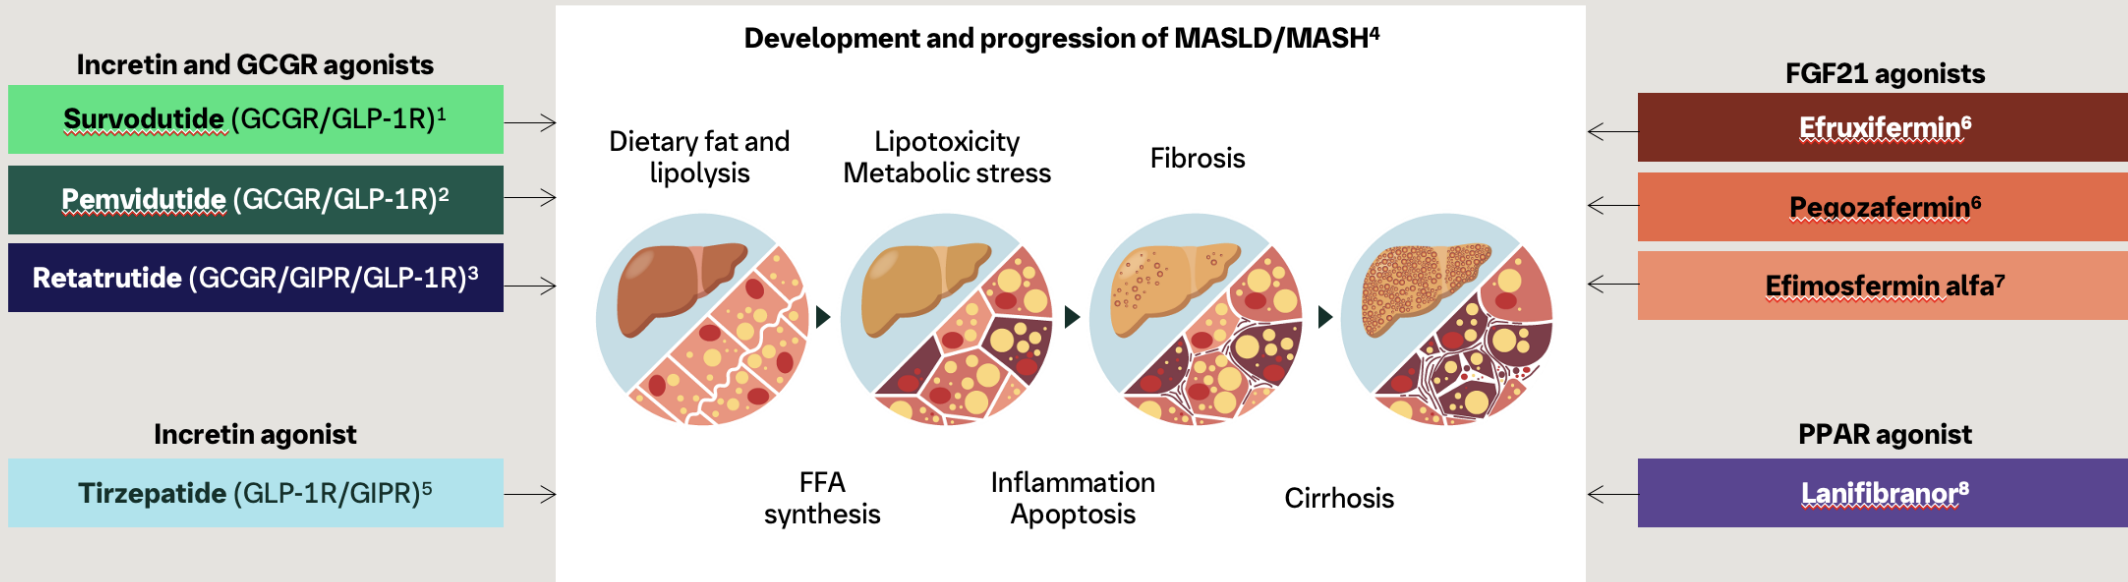 Development and progression of MASLD/MASH⁴
Incretin and GCGR agonists
Survodutide (GCGR/GLP-1R)¹
Pemvidutide (GCGR/GLP-1R)²
Retatrutide (GCGR/GIPR/GLP-1R)³
Incretin agonist
Tirzepatide (GLP-1R/GIPR)⁵
Dietary fat and
lipolysis
Lipotoxicity
Metabolic stress
Fibrosis
FFA
synthesis
Inflammation
Apoptosis
Cirrhosis
FGF21 agonists
Efruxifermin⁶
Pegozafermin⁶
Efimosfermin alfa⁷
PPAR agonist
Lanifibranor⁸